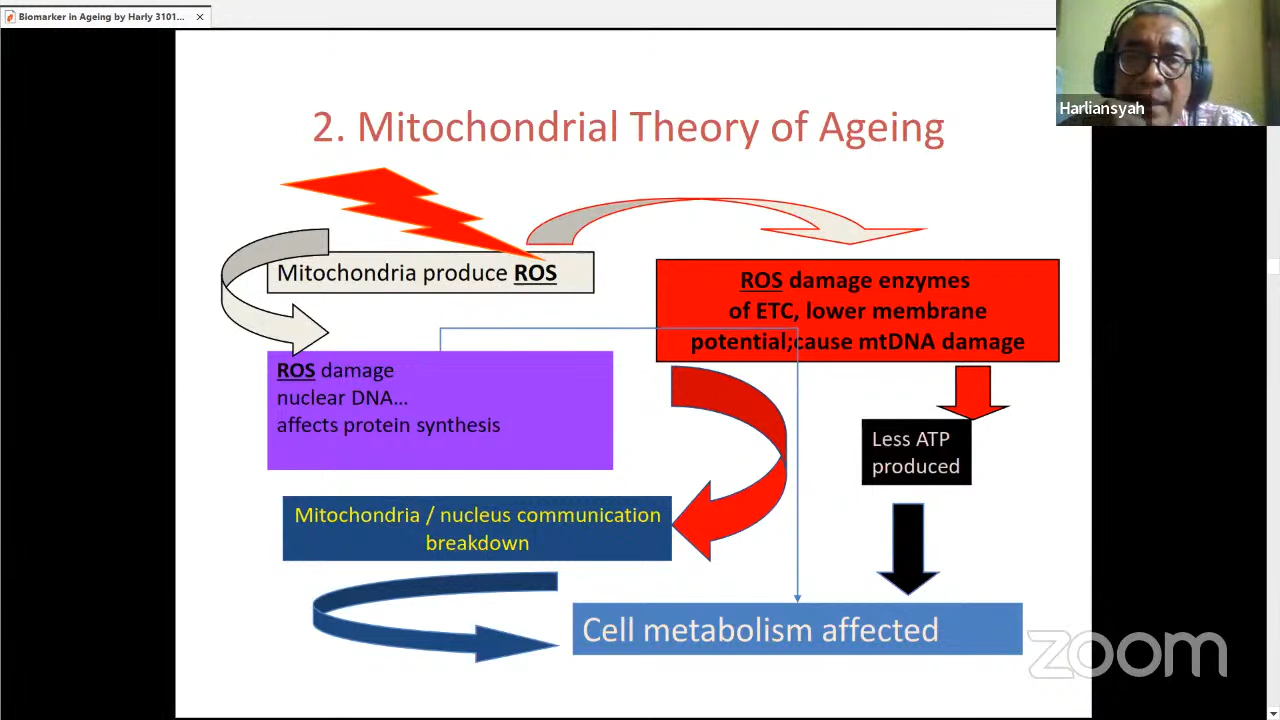 Biomarker in Ageing by Harly 3101...
Harliansyah
2. Mitochondrial Theory of Ageing
Mitochondria produce ROS
ROS damage enzymes
of ETC, lower membrane
potential;cause mtDNA damage
ROS damage
nuclear DNA...
affects protein synthesis
Less ATP
produced
Mitochondria / nucleus communication
breakdown
Cell metabolism affected
zoom